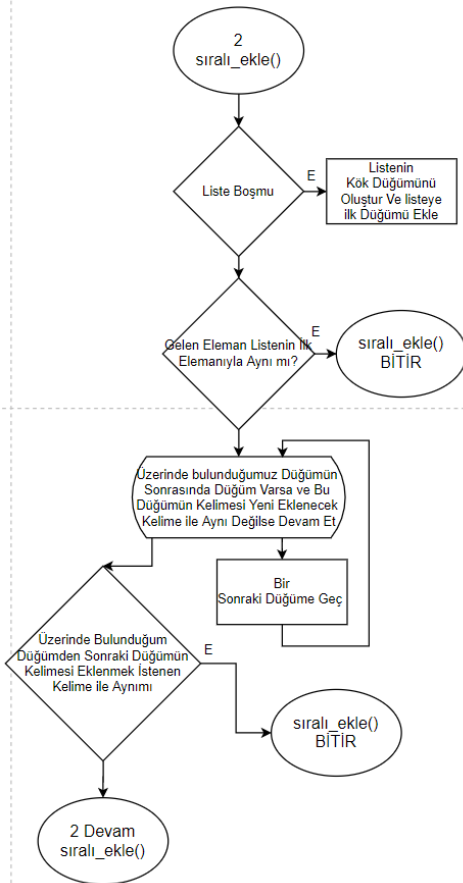 2
sıralı_ekle()
Liste Boşmu
E
Listenin
Kök Düğümünü
Oluştur Ve listeye
ilk Düğümü Ekle
Gelen Eleman Listenin İlk
Elemanıyla Aynı mı?
E
sıralı_ekle()
BİTİR
Üzerinde bulunduğumuz Düğümün
Sonrasında Düğüm Varsa ve Bu
Düğümün Kelimesi Yeni Eklenecek
Kelime ile Aynı Değilse Devam Et
Bir
Sonraki Düğüme Geç
Üzerinde Bulunduğum
Düğümden Sonraki Düğümün
Kelimesi Eklenmek İstenen
Kelime ile Aynımı
E
sıralı_ekle()
BİTİR
2 Devam
sıralı_ekle()